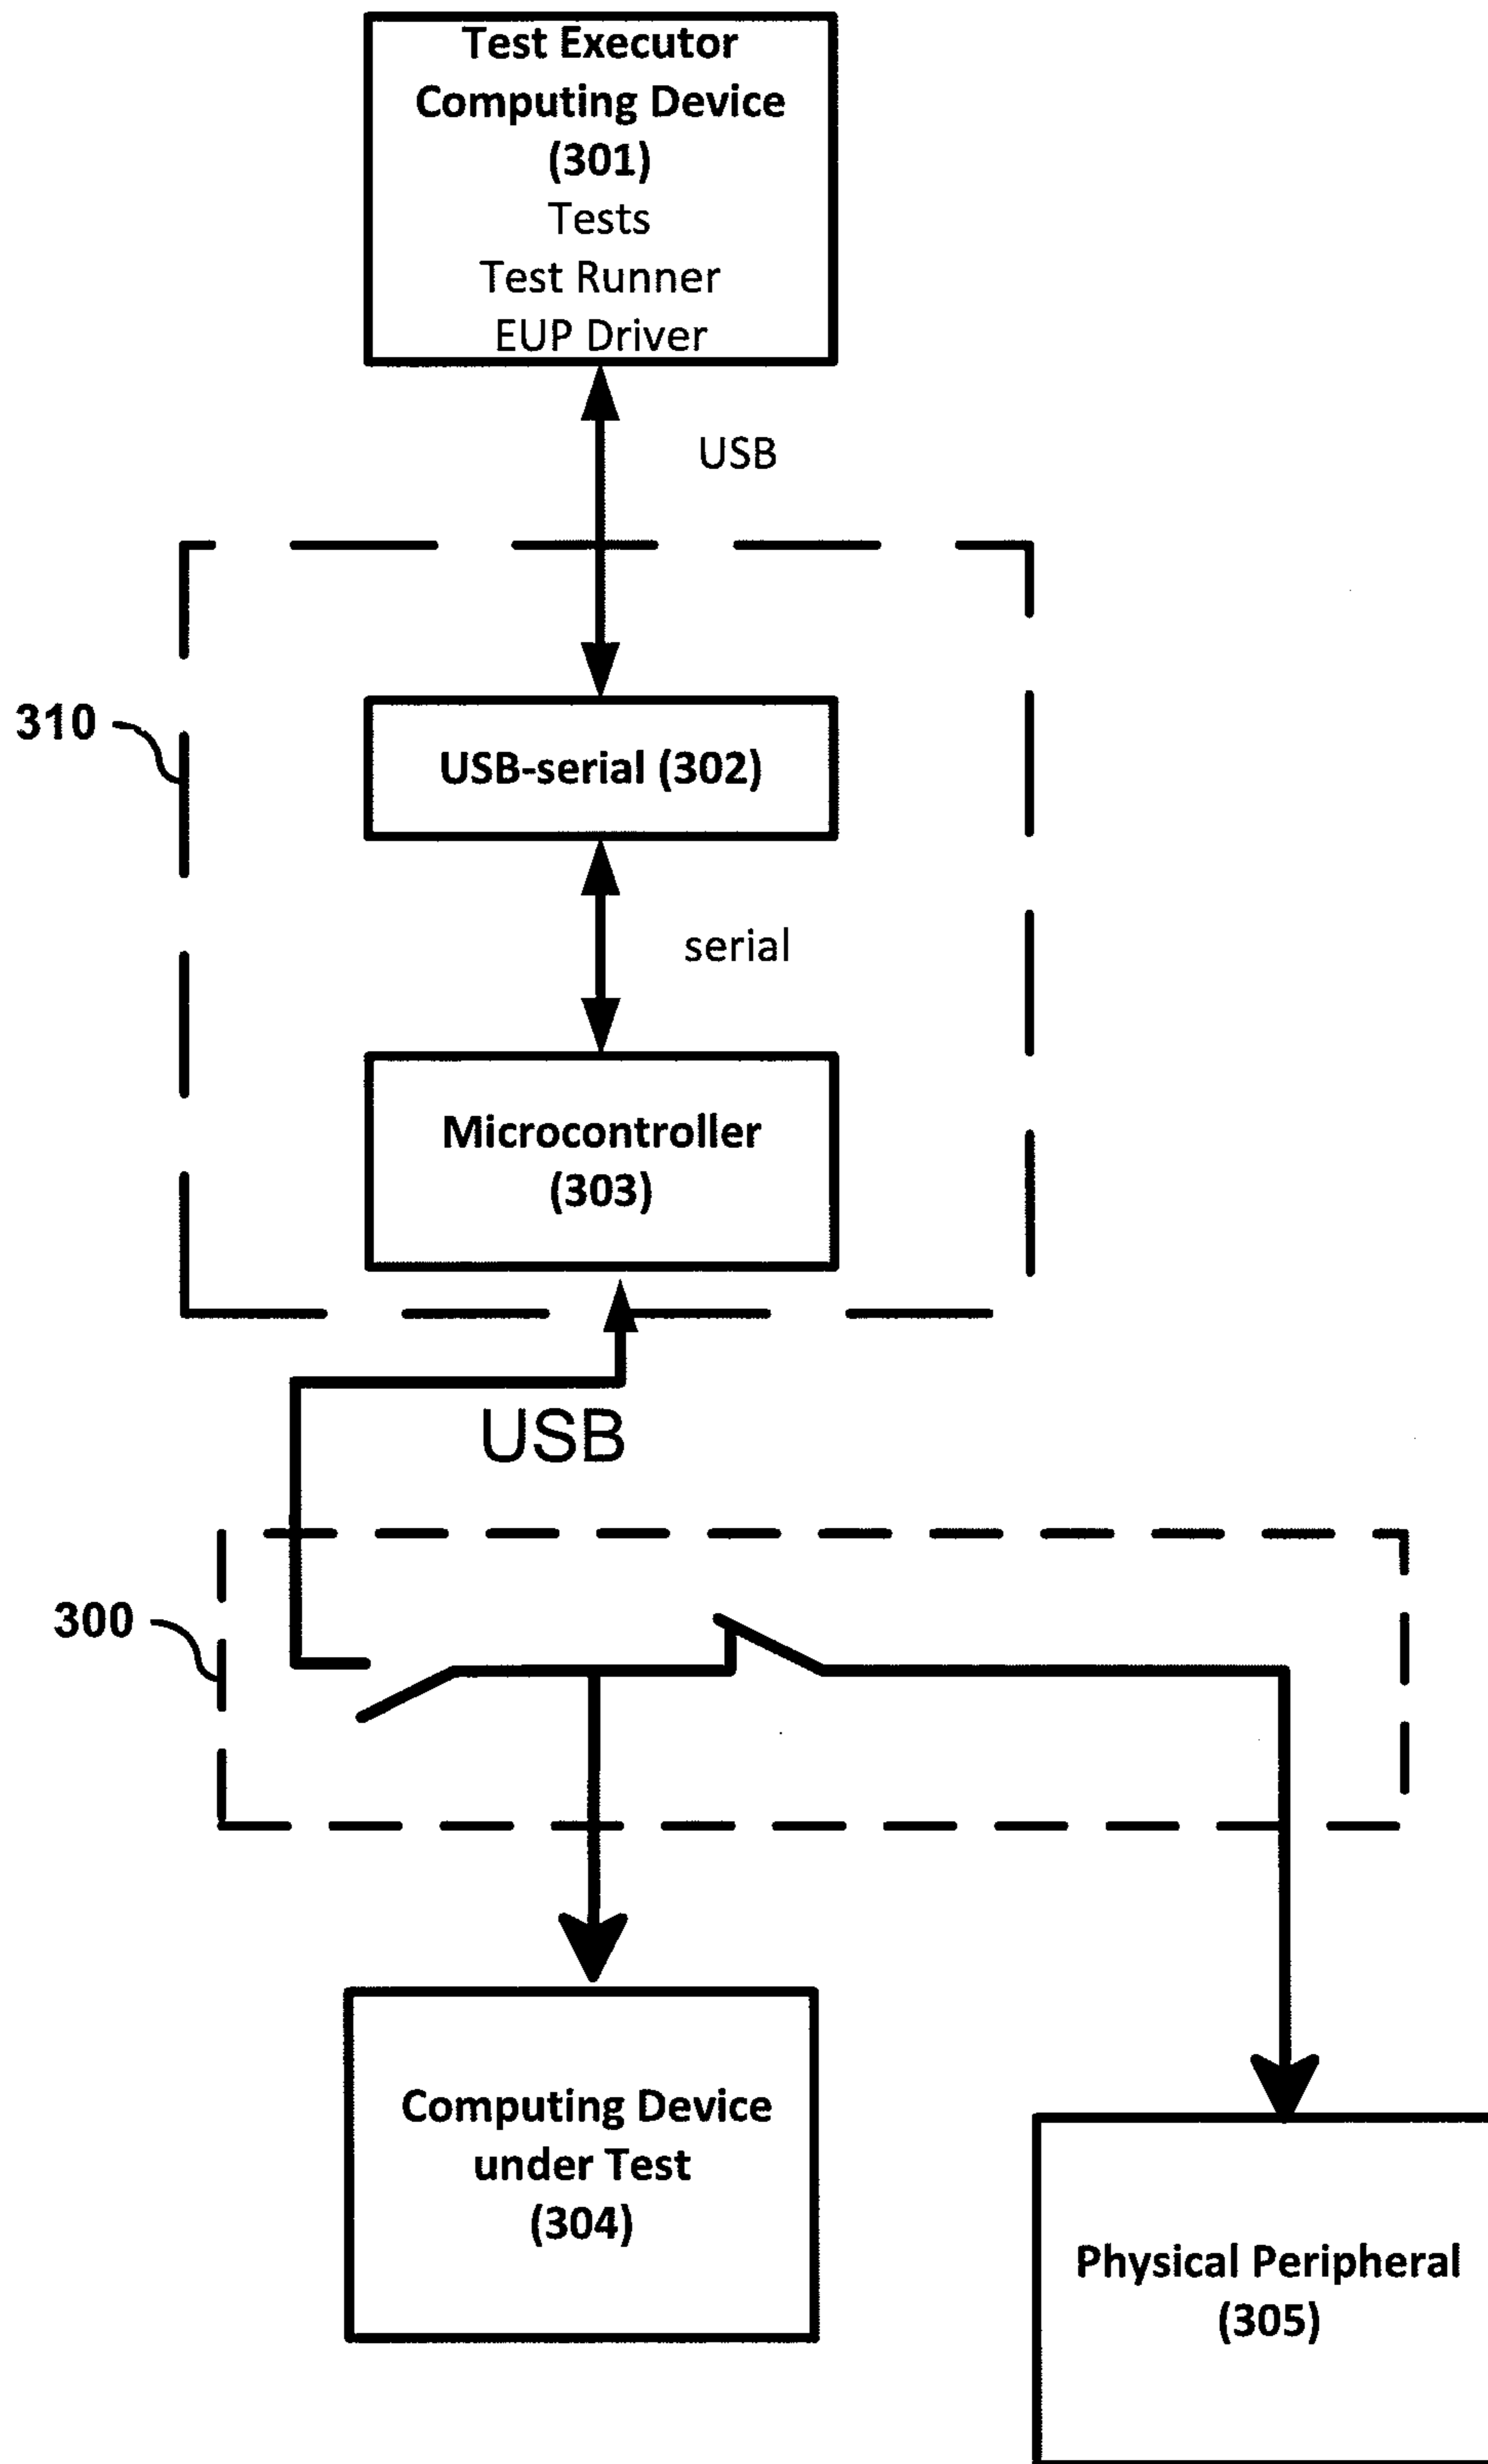 Test Executor
Computing Device
(301)
Tests
Test Runner
EUP Driver
USB
310
USB-serial (302)
serial
Microcontroller
(303)
USB
300
Computing Device
under Test
(304)
Physical Peripheral
(305)